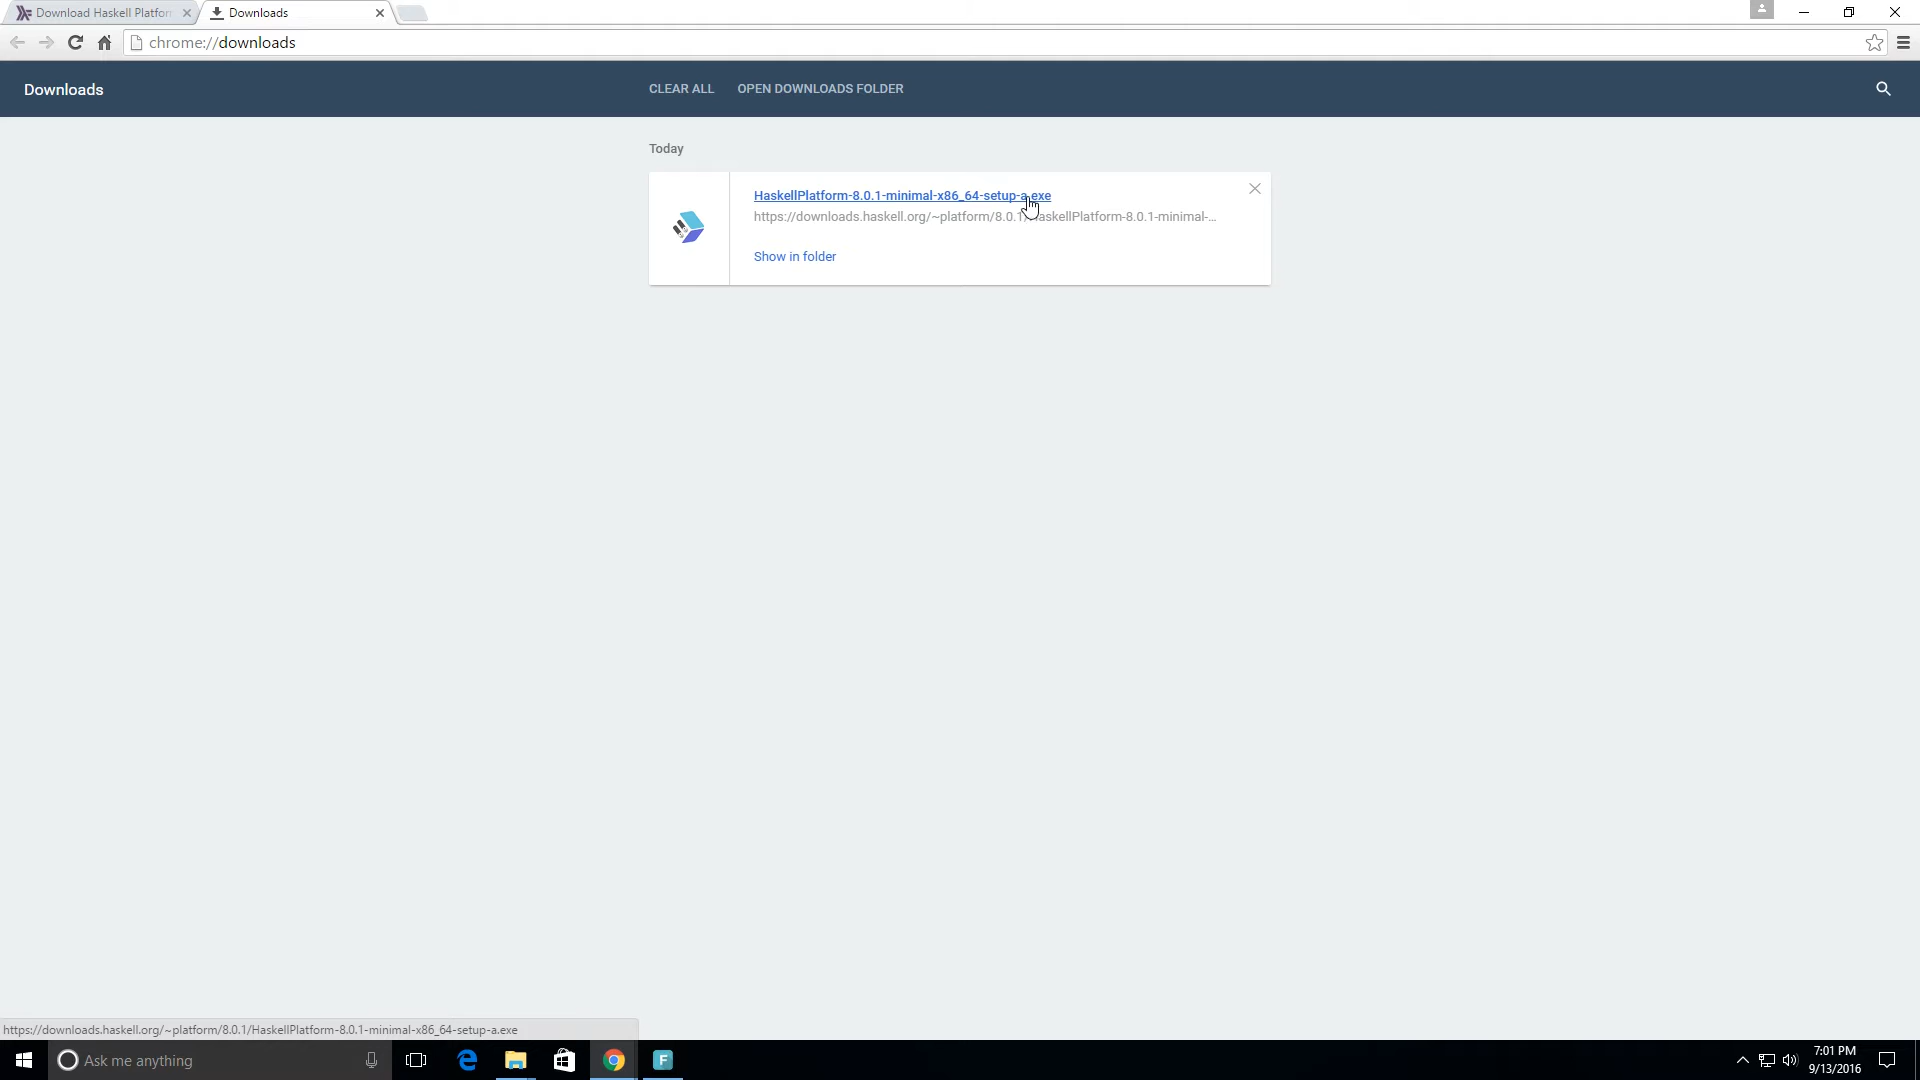 Download Haskell Platfor
Downloads
chrome://downloads
Downloads
CLEAR ALL
OPEN DOWNLOADS FOLDER
Today
HaskellPlatform-8.0.1-minimal-x86_64-setup-a.exe
https://downloads.haskell.org/~platform/8.0.1/HaskellPlatform-8.0.1-minimal-...
Show in folder
https://downloads.haskell.org/~platform/8.0.1/HaskellPlatform-8.0.1-minimal-x86_64-setup-a.exe
Ask me anything
F
7:01 PM
9/13/2016